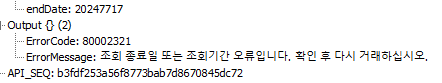 endDate: 20247717
Output {} (2)
ErrorCode: 80002321
ErrorMessage: 조회 종료일 또는 조회기간 오류입니다. 확인 후 다시 거래하십시오.
API_SEQ: b3fdf253a56f8773bab7d8670845dc72